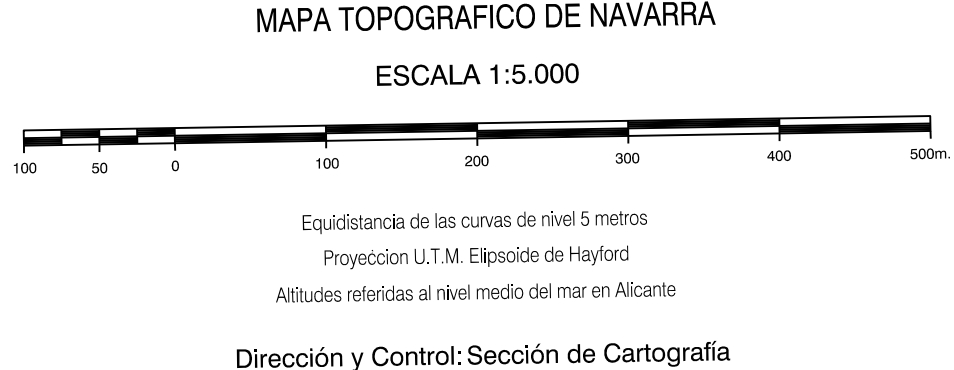 MAPA TOPOGRAFICO DE NAVARRA
ESCALA 1:5.000
100 50 0 100 200 300 400 500m.
Equidistancia de las curvas de nivel 5 metros
Proyeccion U.T.M. Elipsoide de Hayford
Altitudes referidas al nivel medio del mar en Alicante
Dirección y Control: Sección de Cartografía